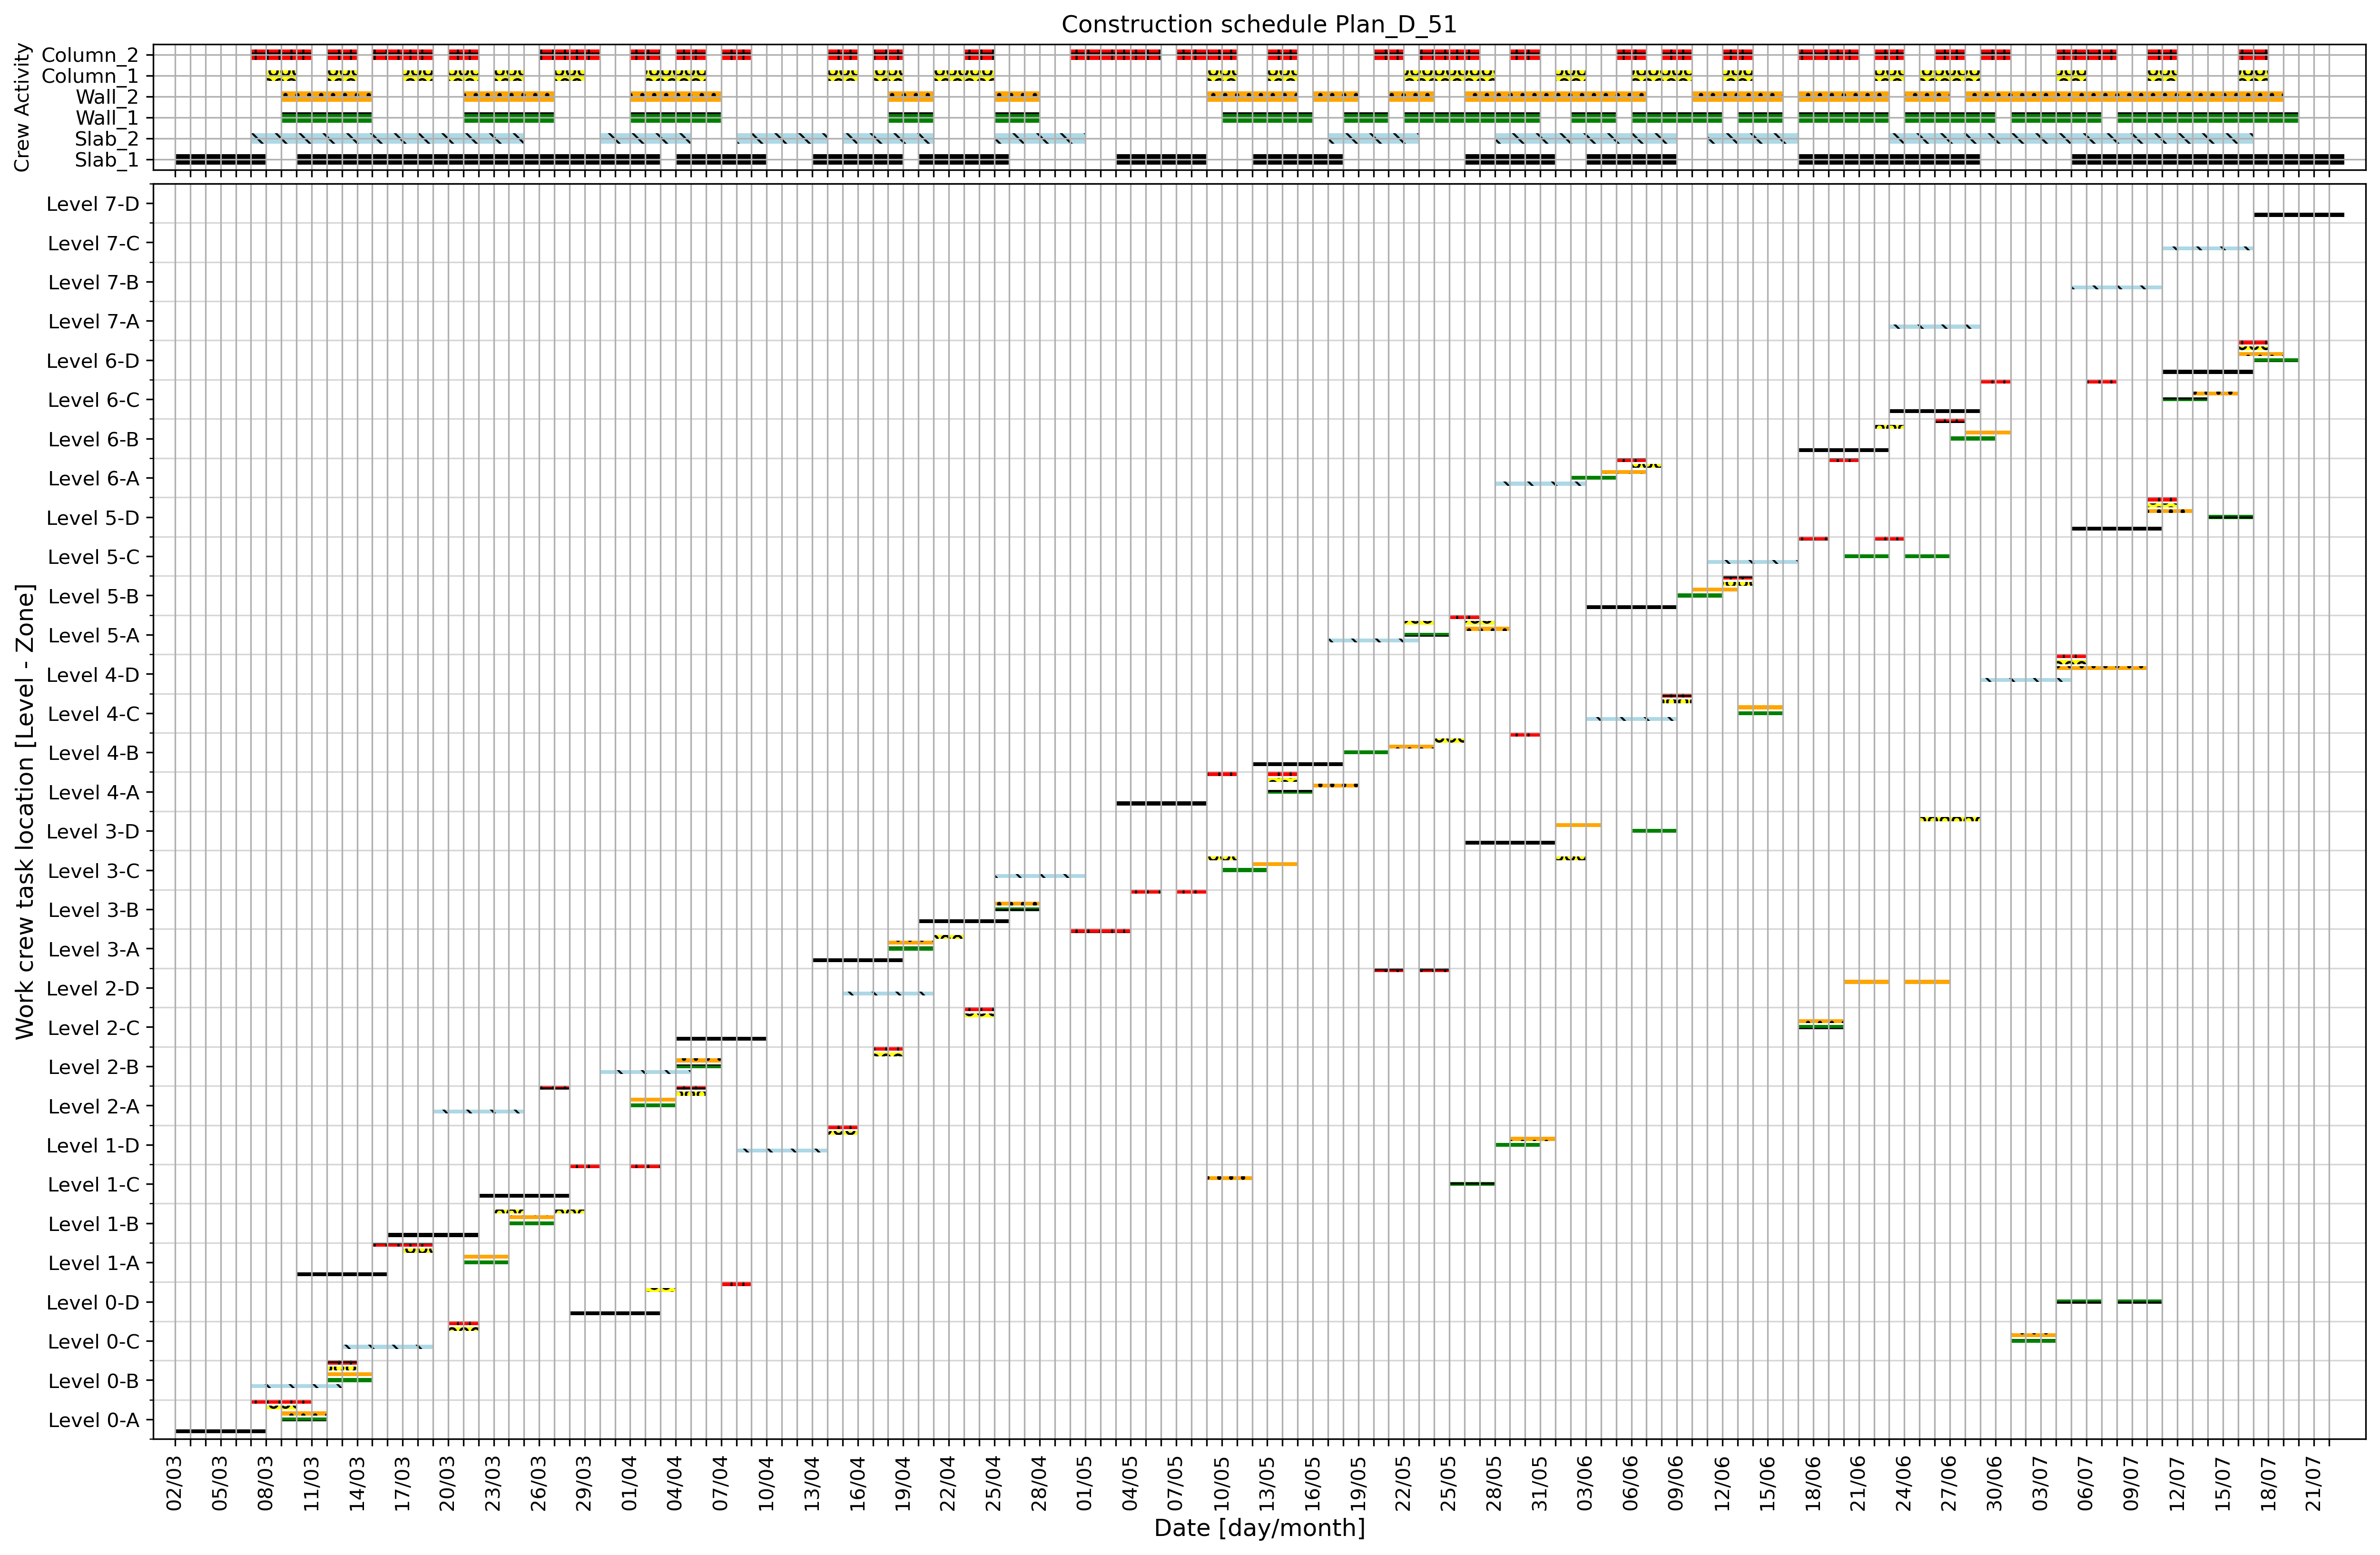 Construction schedule Plan_D_51
Crew Activity
Column_2
Column_1
Wall_2
Wall_1
Slab_2
Slab_1
Work crew task location [Level - Zone]
Level 7-D
Level 7-C
Level 7-B
Level 7-A
Level 6-D
Level 6-C
Level 6-B
Level 6-A
Level 5-D
Level 5-C
Level 5-B
Level 5-A
Level 4-D
Level 4-C
Level 4-B
Level 4-A
Level 3-D
Level 3-C
Level 3-B
Level 3-A
Level 2-D
Level 2-C
Level 2-B
Level 2-A
Level 1-D
Level 1-C
Level 1-B
Level 1-A
Level 0-D
Level 0-C
Level 0-B
Level 0-A
02/03 05/03 08/03 11/03 14/03 17/03 20/03 23/03 26/03 29/03 01/04 04/04 07/04 10/04 13/04 16/04 19/04 22/04 25/04 28/04 01/05 04/05 07/05 10/05 13/05 16/05 19/05 22/05 25/05 28/05 31/05 03/06 06/06 09/06 12/06 15/06 18/06 21/06 24/06 27/06 30/06 03/07 06/07 09/07 12/07 15/07 18/07 21/07
Date [day/month]